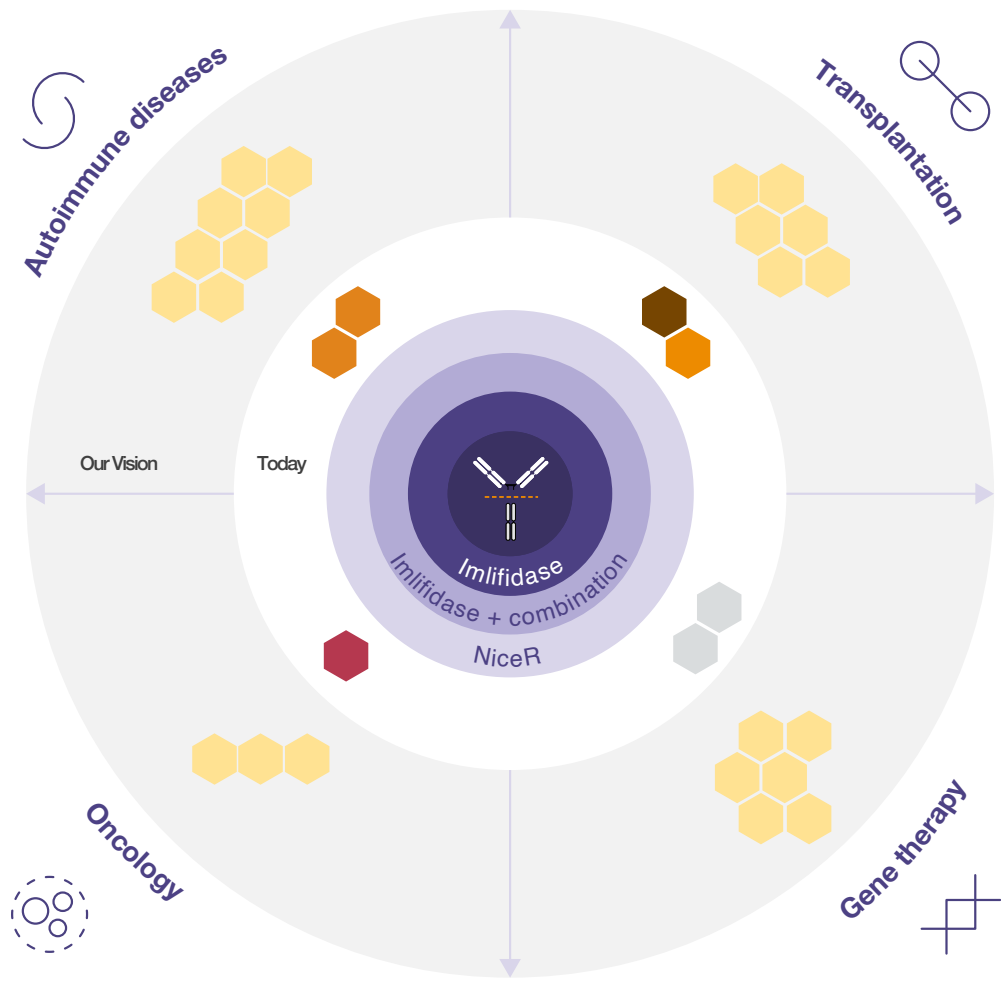 Autoimmune diseases
Transplantation
Our Vision
Today
Imlifidase
Imlifidase + combination
NiceR
Oncology
Gene therapy